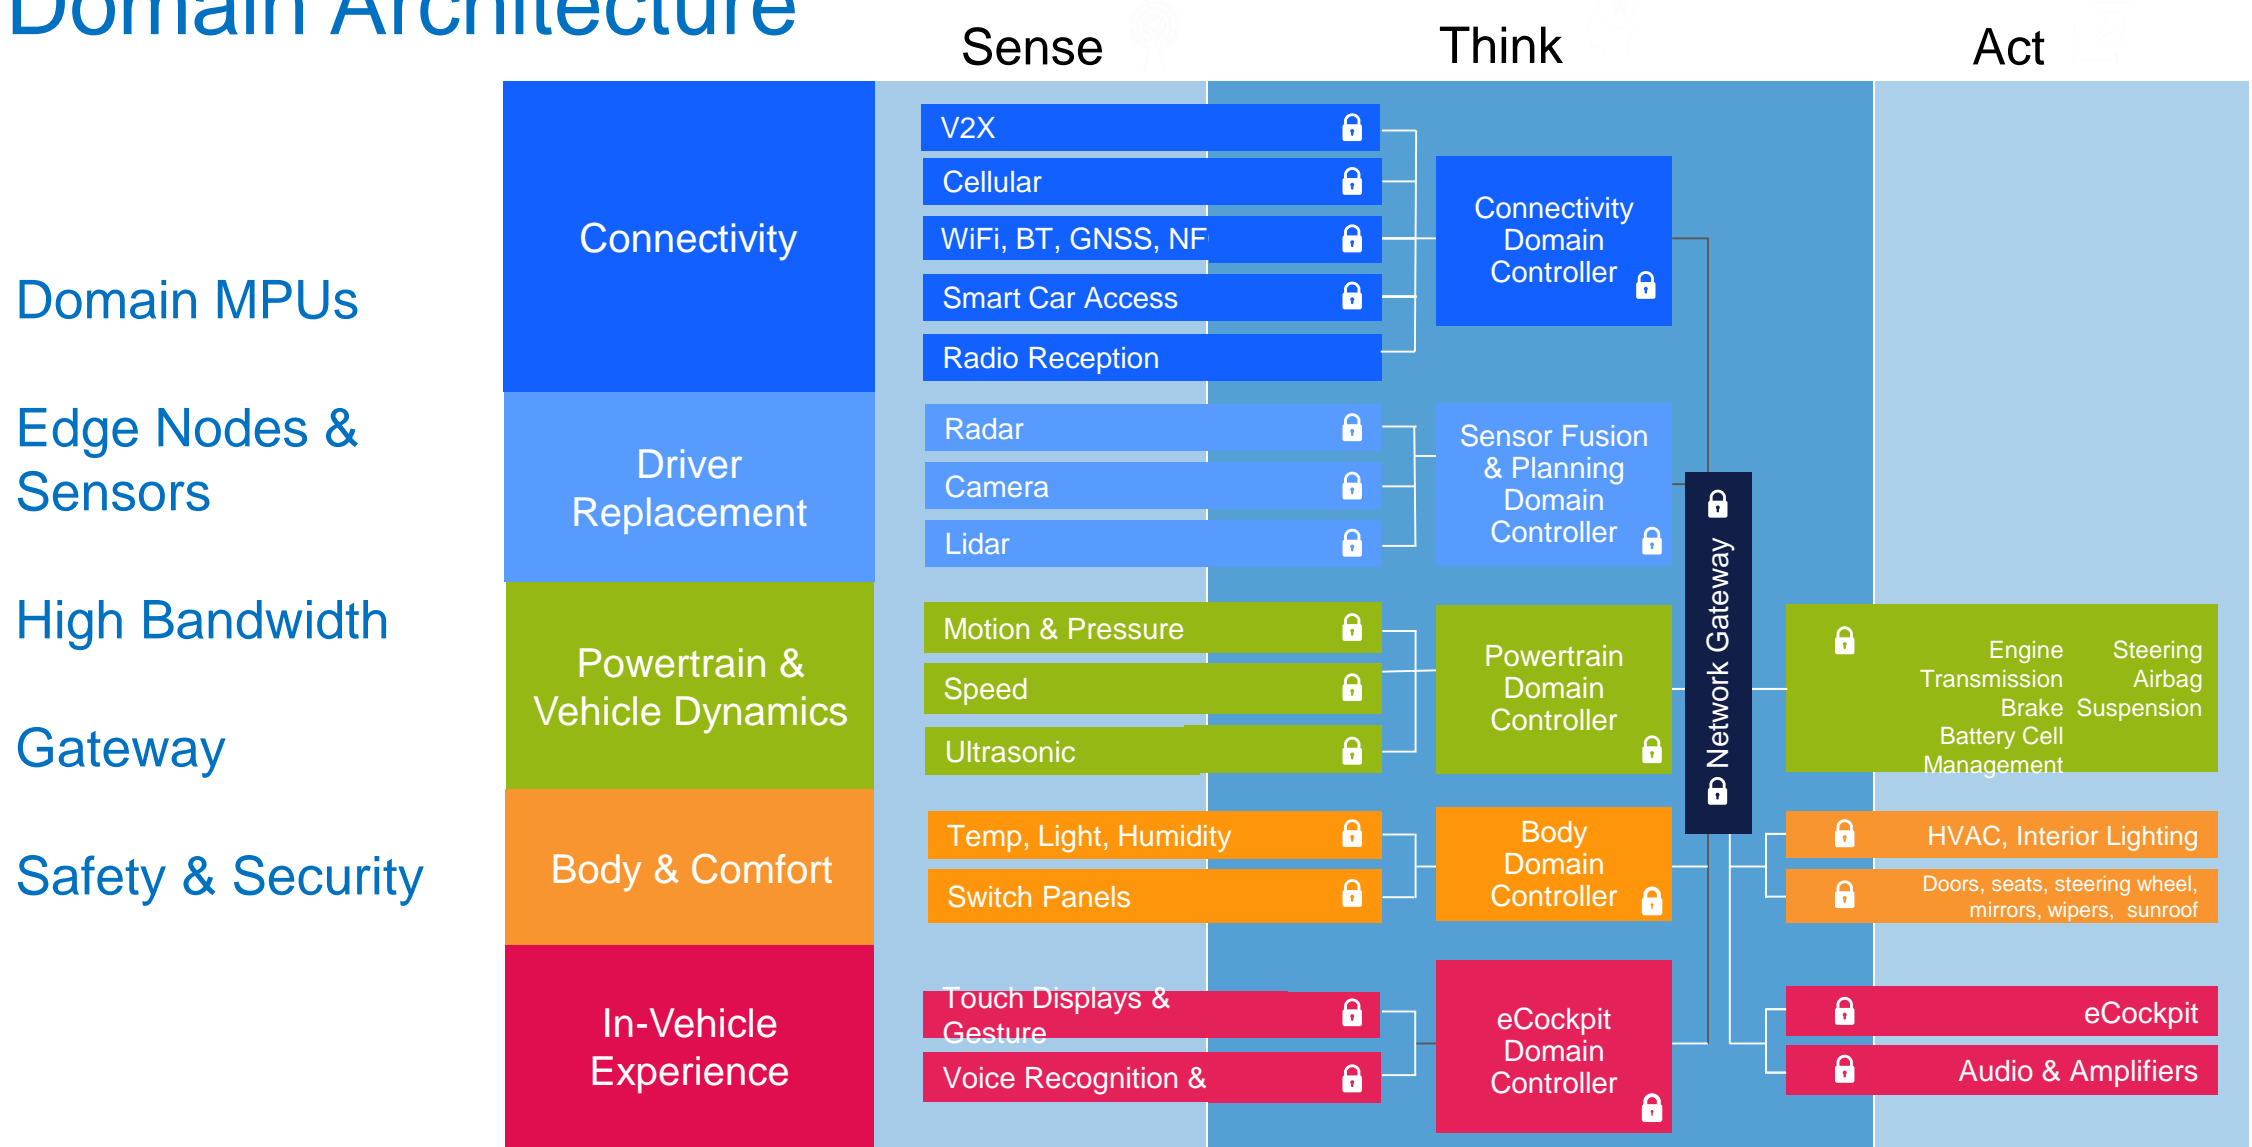 Domain Architecture
Sense
Think
Act
Domain MPUs
Edge Nodes &
Sensors
High Bandwidth
Gateway
Safety & Security
Connectivity
V2X
Cellular
WiFi, BT, GNSS, NF
Smart Car Access
Radio Reception
Connectivity
Domain
Controller
Driver
Replacement
Radar
Camera
Lidar
Sensor Fusion
& Planning
Domain
Controller
Network Gateway
Powertrain &
Vehicle Dynamics
Motion & Pressure
Speed
Ultrasonic
Powertrain
Domain
Controller
Engine
Transmission
Brake
Battery Cell
Management
Steering
Airbag
Suspension
Body & Comfort
Temp, Light, Humidity
Switch Panels
Body
Domain
Controller
HVAC, Interior Lighting
Doors, seats, steering wheel,
mirrors, wipers, sunroof
In-Vehicle
Experience
Touch Displays &
Gesture
Voice Recognition &
eCockpit
Domain
Controller
eCockpit
Audio & Amplifiers